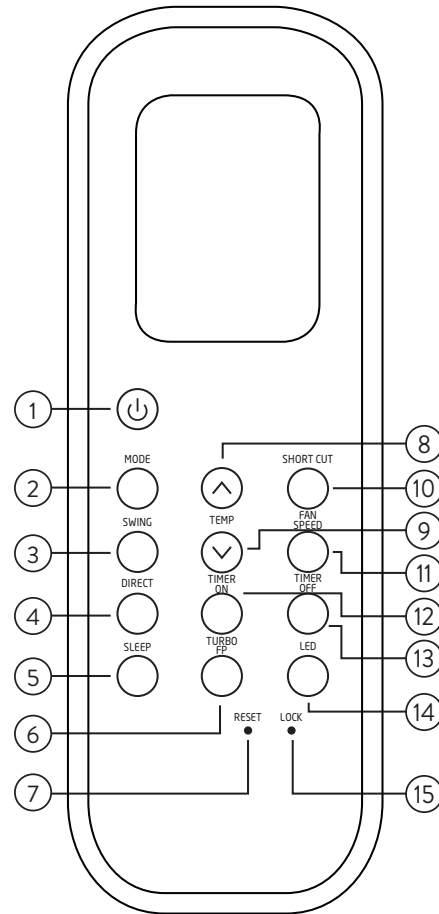 1
8
MODE
SHORT CUT
2
10
SWING
TEMP
FAN
SPEED
9
3
11
DIRECT
TIMER
ON
TIMER
OFF
4
12
SLEEP
TURBO
FP
LED
13
5
14
6
RESET
LOCK
7
15